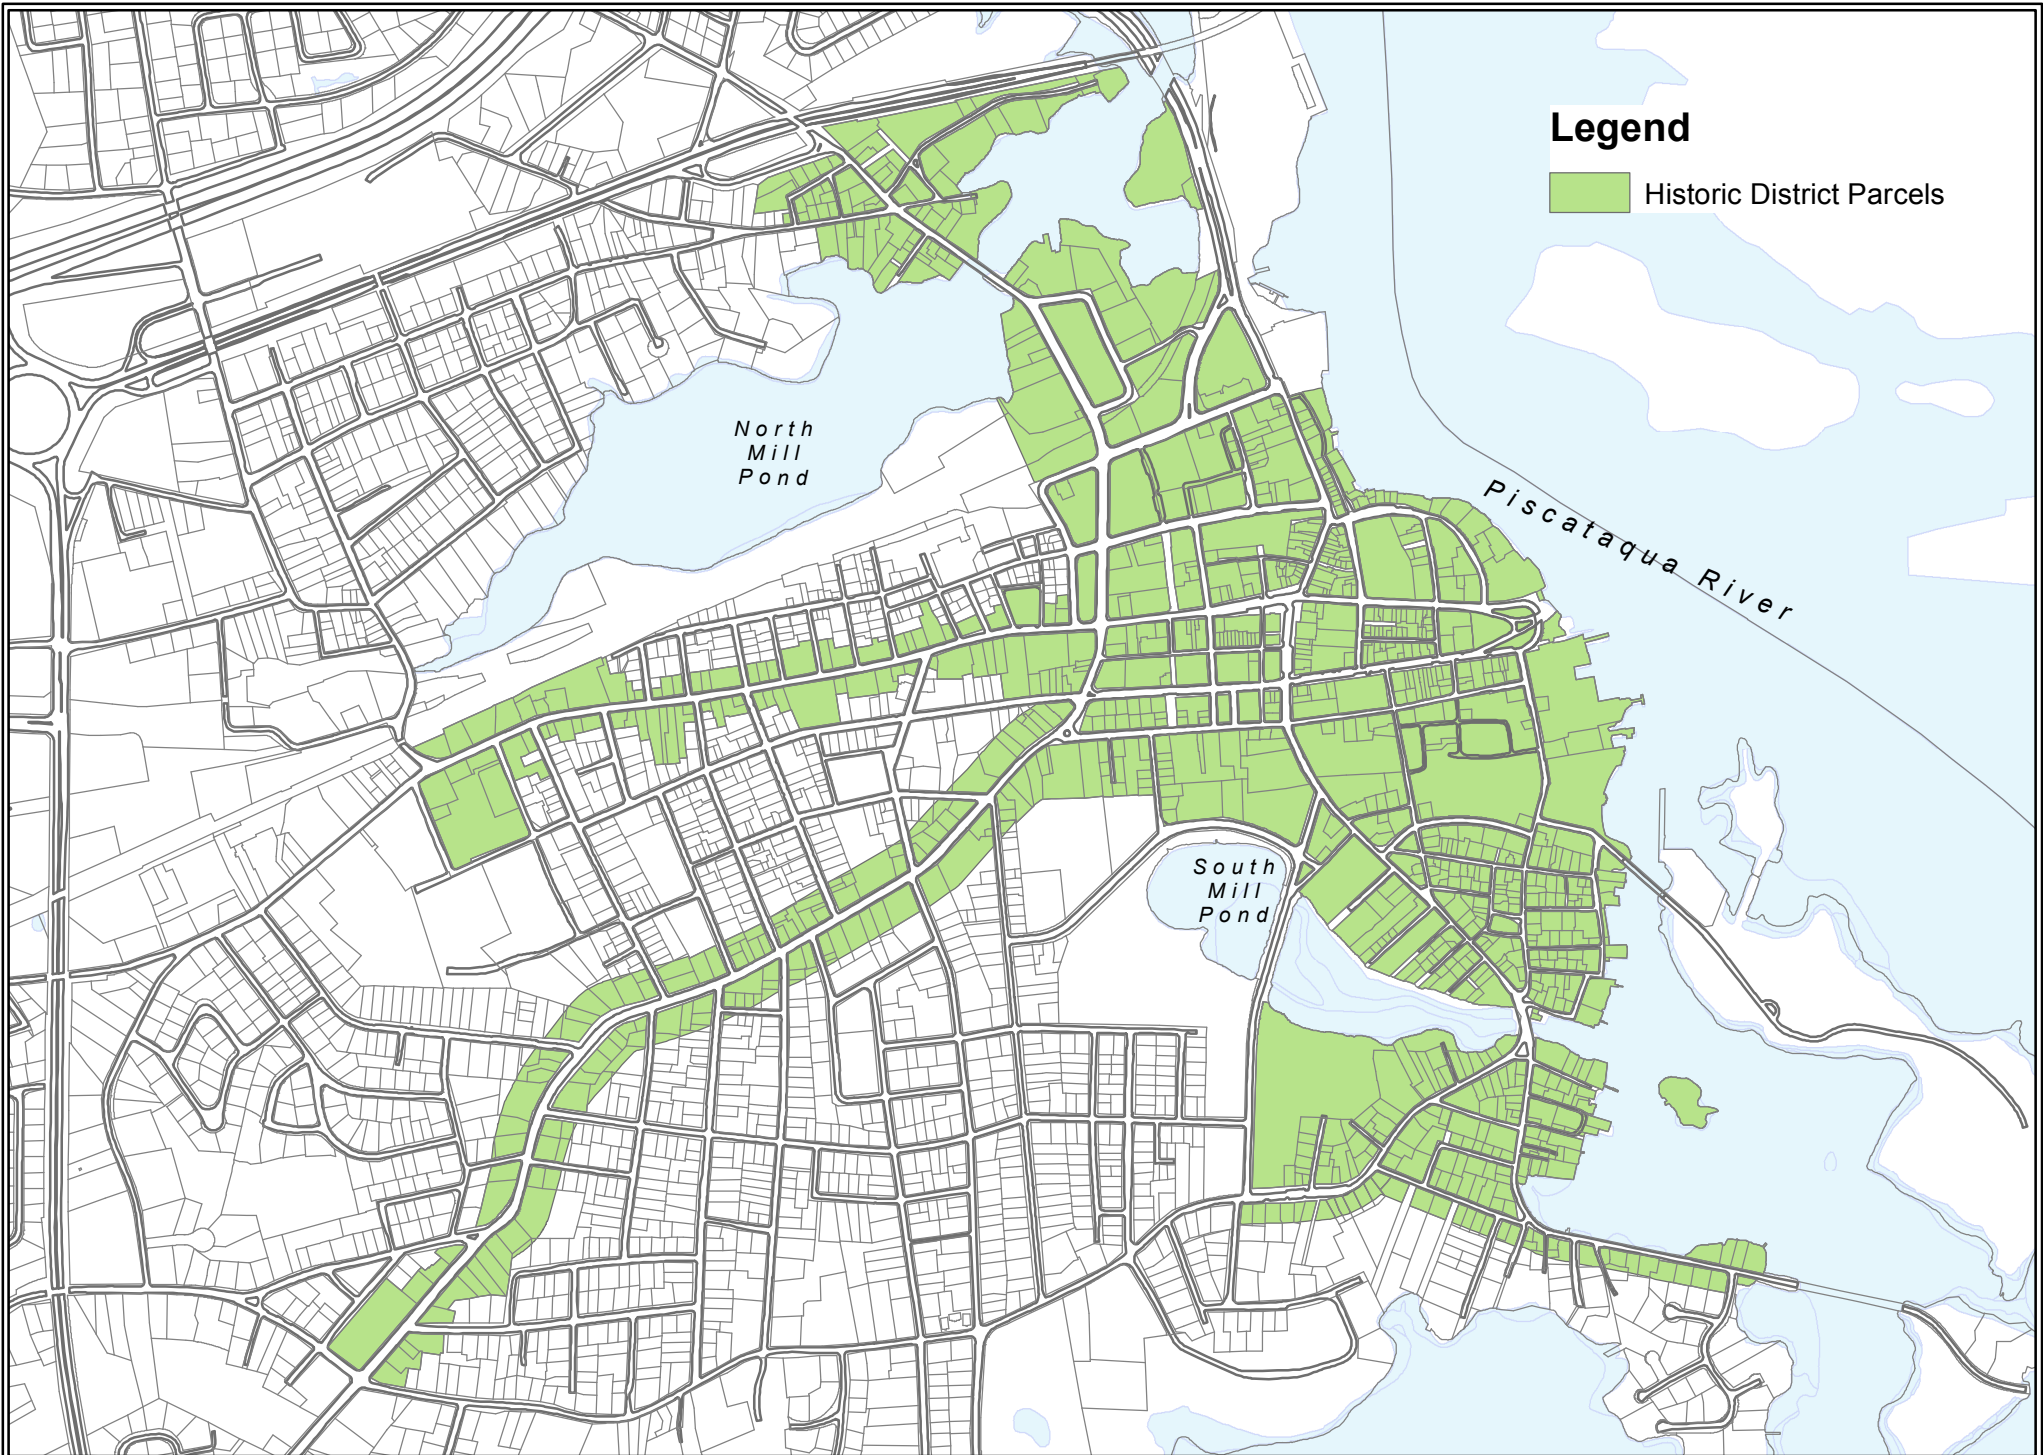 Legend
Historic District Parcels
North
Mill
Pond
Piscataqua River
South
Mill
Pond